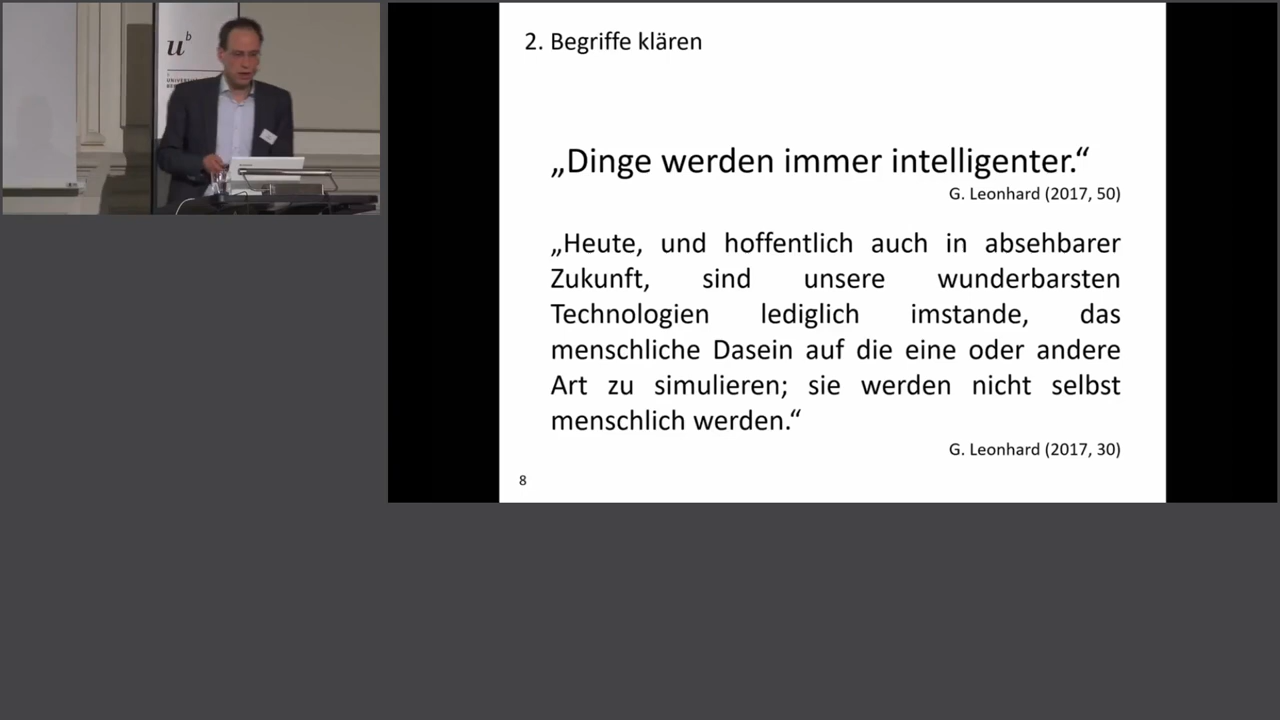 u^b
UNIVERS
BER
2. Begriffe klären
„Dinge werden immer intelligenter.“
G. Leonhard (2017, 50)
„Heute, und hoffentlich auch in absehbarer
Zukunft, sind unsere wunderbarsten
Technologien lediglich imstande, das
menschliche Dasein auf die eine oder andere
Art zu simulieren; sie werden nicht selbst
menschlich werden.“
G. Leonhard (2017, 30)
8